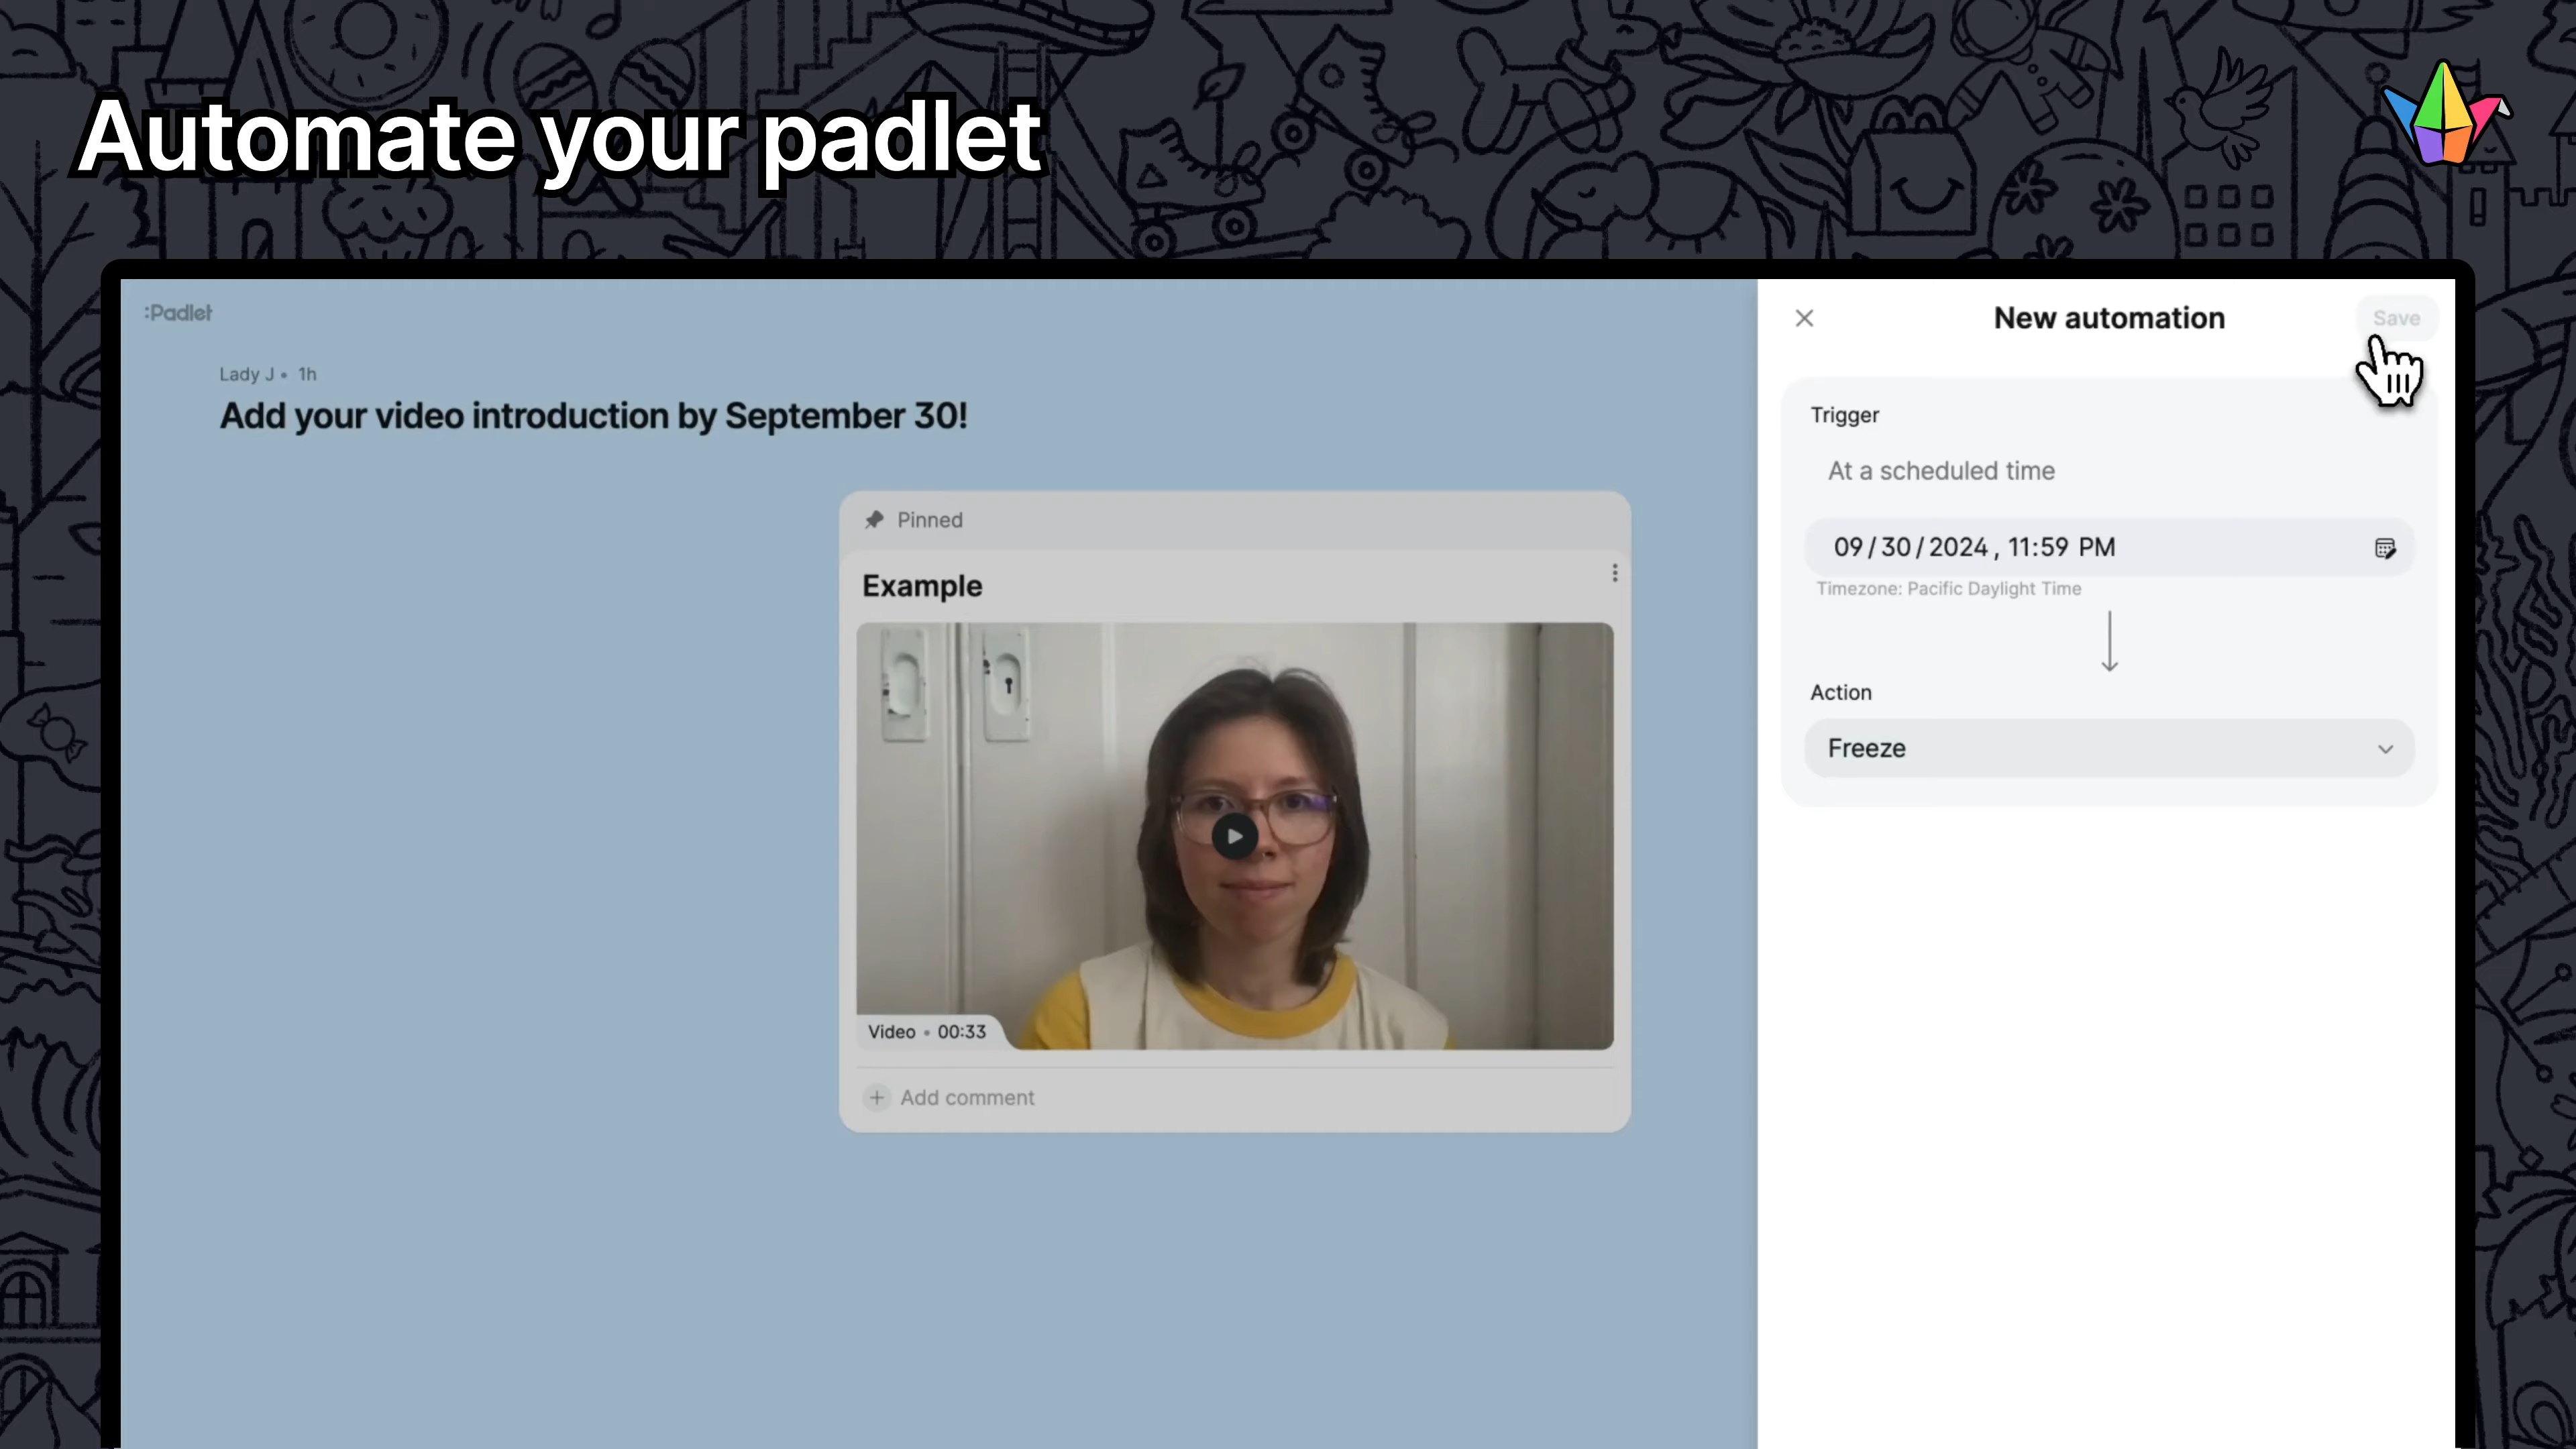 Automate your padlet
:Padlet
Lady J • 1h
Add your video introduction by September 30!
Pinned
Example
Video • 00:33
Add comment
New automation
Save
Trigger
At a scheduled time
09/30/2024, 11:59 PM
Timezone: Pacific Daylight Time
Action
Freeze